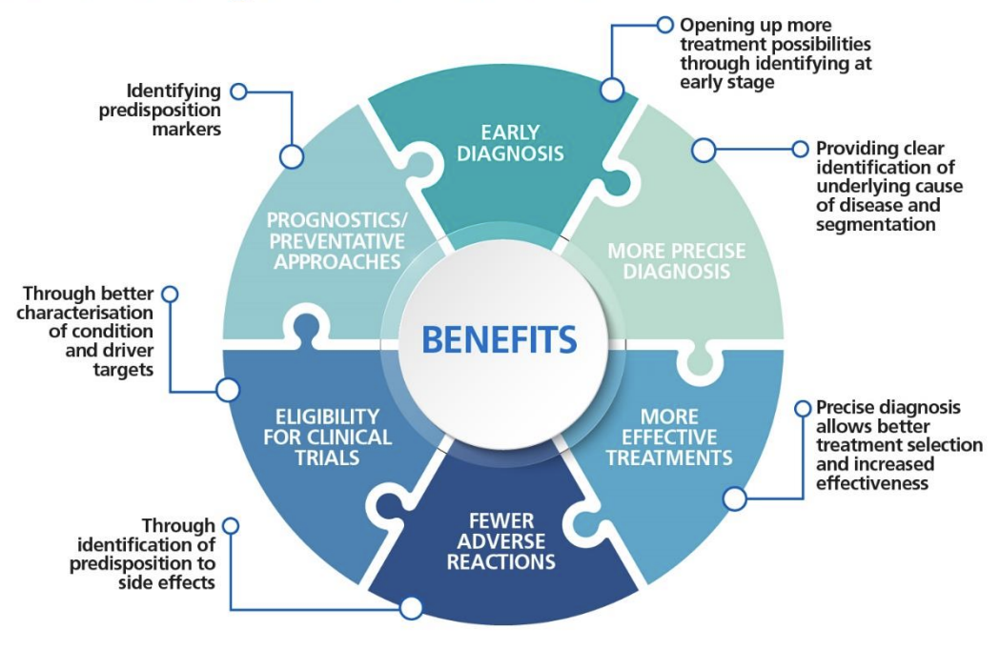 Opening up more
treatment possibilities
through identifying at
early stage
Identifying
predisposition
markers
EARLY
DIAGNOSIS
Providing clear
identification of
underlying cause
of disease and
segmentation
PROGNOSTICS/
PREVENTATIVE
APPROACHES
MORE PRECISE
DIAGNOSIS
Through better
characterisation
of condition
and driver
targets
BENEFITS
ELIGIBILITY
FOR CLINICAL
TRIALS
MORE
EFFECTIVE
TREATMENTS
Precise diagnosis
allows better
treatment selection
and increased
effectiveness
Through
identification of
predisposition to
side effects
FEWER
ADVERSE
REACTIONS